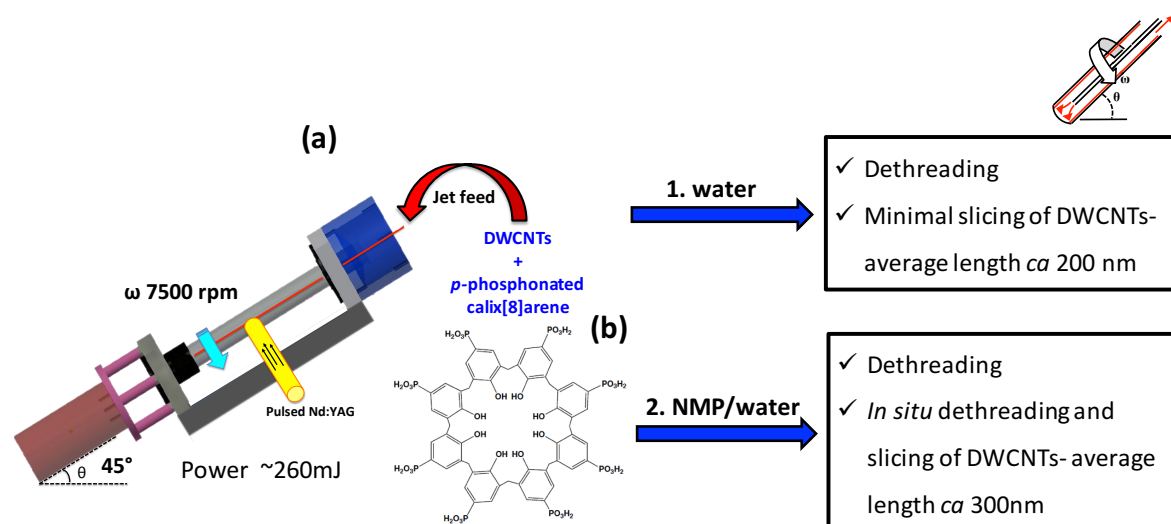 (a)
Jet feed
DWCNTs
+
p-phosphonated
calix[8]arene
ω 7500 rpm
Pulsed Nd:YAG
θ 45°
Power ~260mJ
(b)
PO₃H₂
PO₃H₂
PO₃H₂
PO₃H₂
H₂O₃P
H₂O₃P
H₂O₃P
H₂O₃P
OH
OH
OH
HO
OH
HO
OH
HO
1. water
ω
θ
✓ Dethreading
✓ Minimal slicing of DWCNTs-
average length ca 200 nm
2. NMP/water
✓ Dethreading
✓ In situ dethreading and
slicing of DWCNTs- average
length ca 300nm